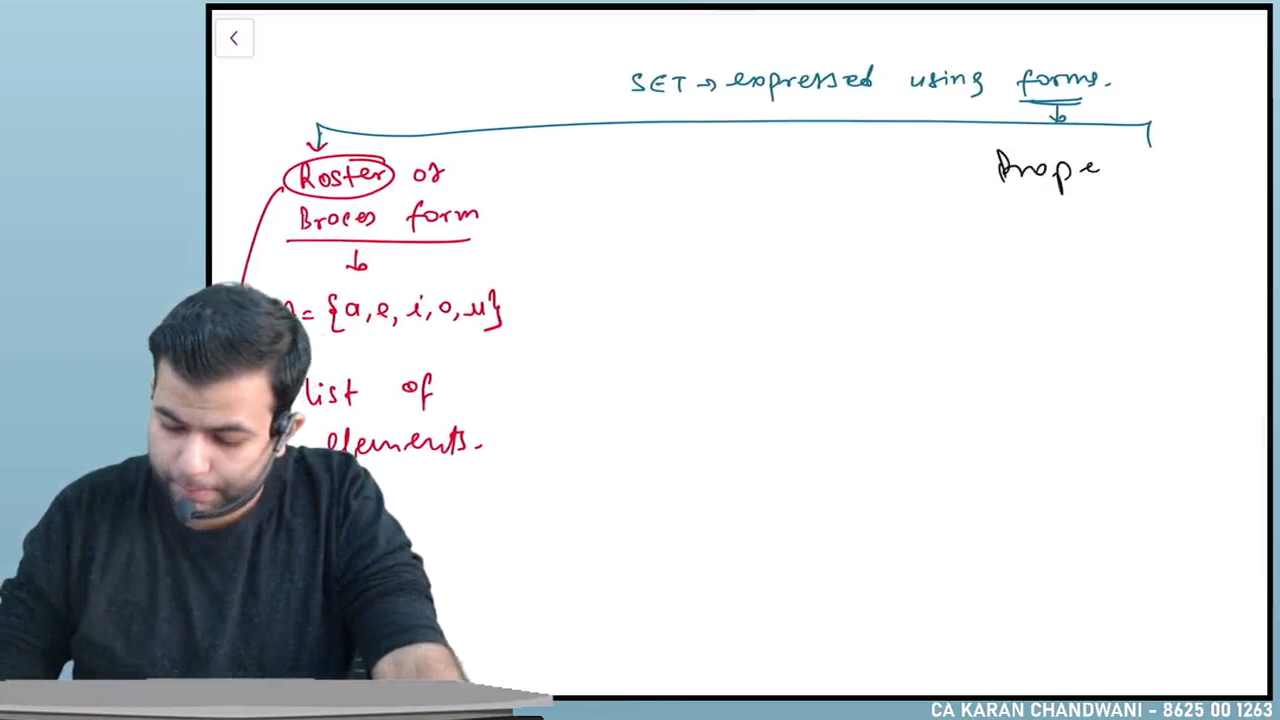 SET → expressed using forms.
Roster or
Braces form
= {a, e, i, o, u}
list of
elements.
Prope
CA KARAN CHANDWANI - 8625 00 1263